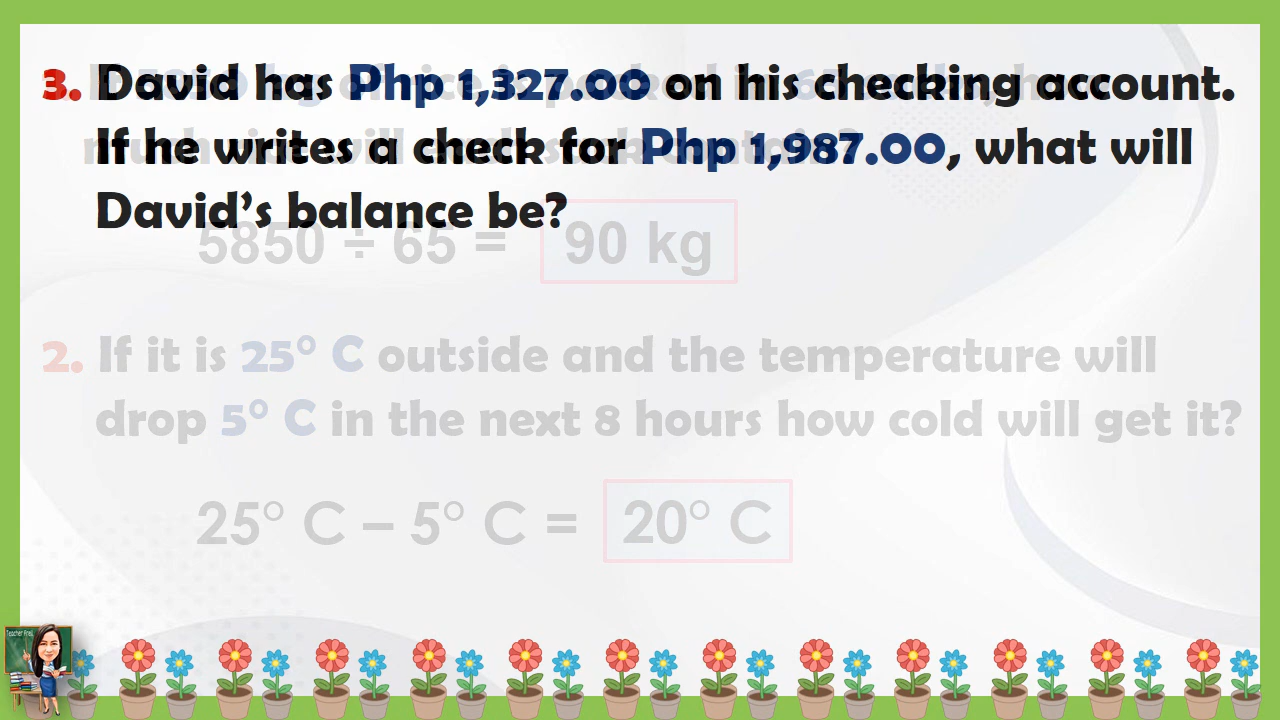 3. David has Php 1,327.00 on his checking account.
If he writes a check for Php 1,987.00, what will
David's balance be?
5850 ÷ 65 = 90 kg
2. If it is 25° C outside and the temperature will
drop 5° C in the next 8 hours how cold will get it?
25° C – 5° C = 20° C